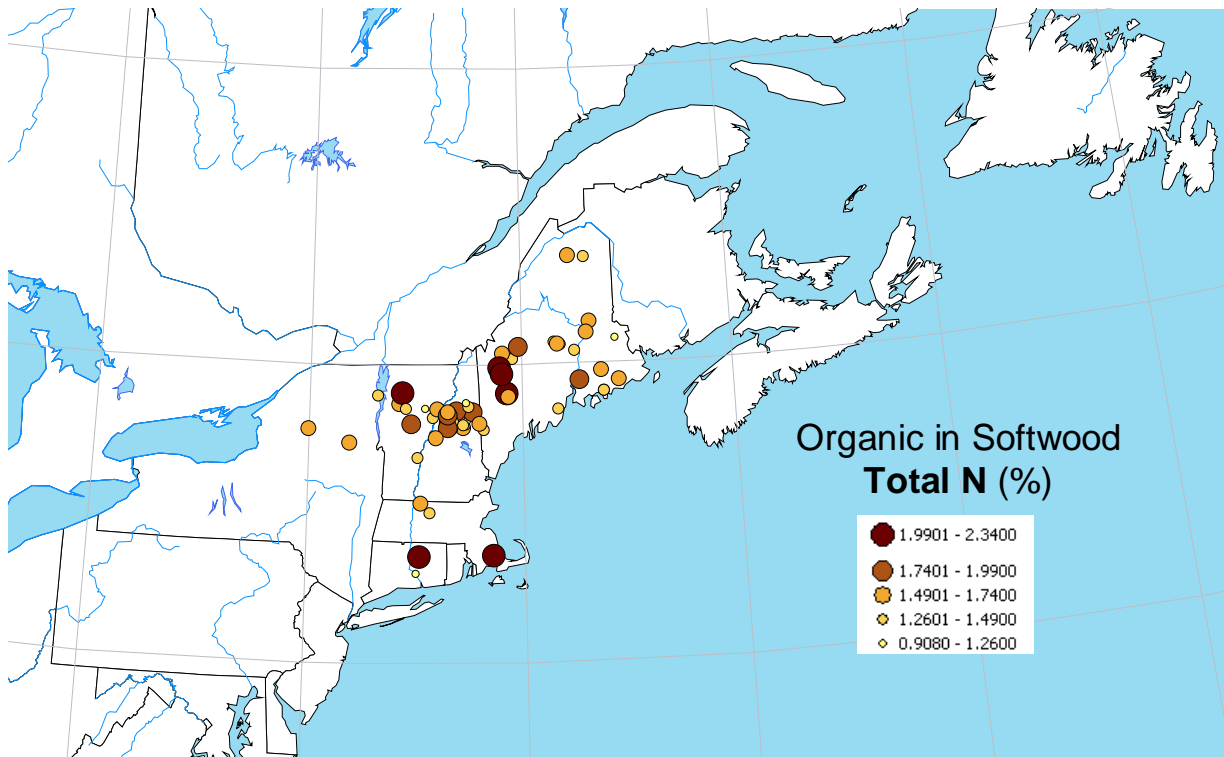 Organic in Softwood
Total N (%)
1.9901 - 2.3400
1.7401 - 1.9900
1.4901 - 1.7400
1.2601 - 1.4900
0.9080 - 1.2600